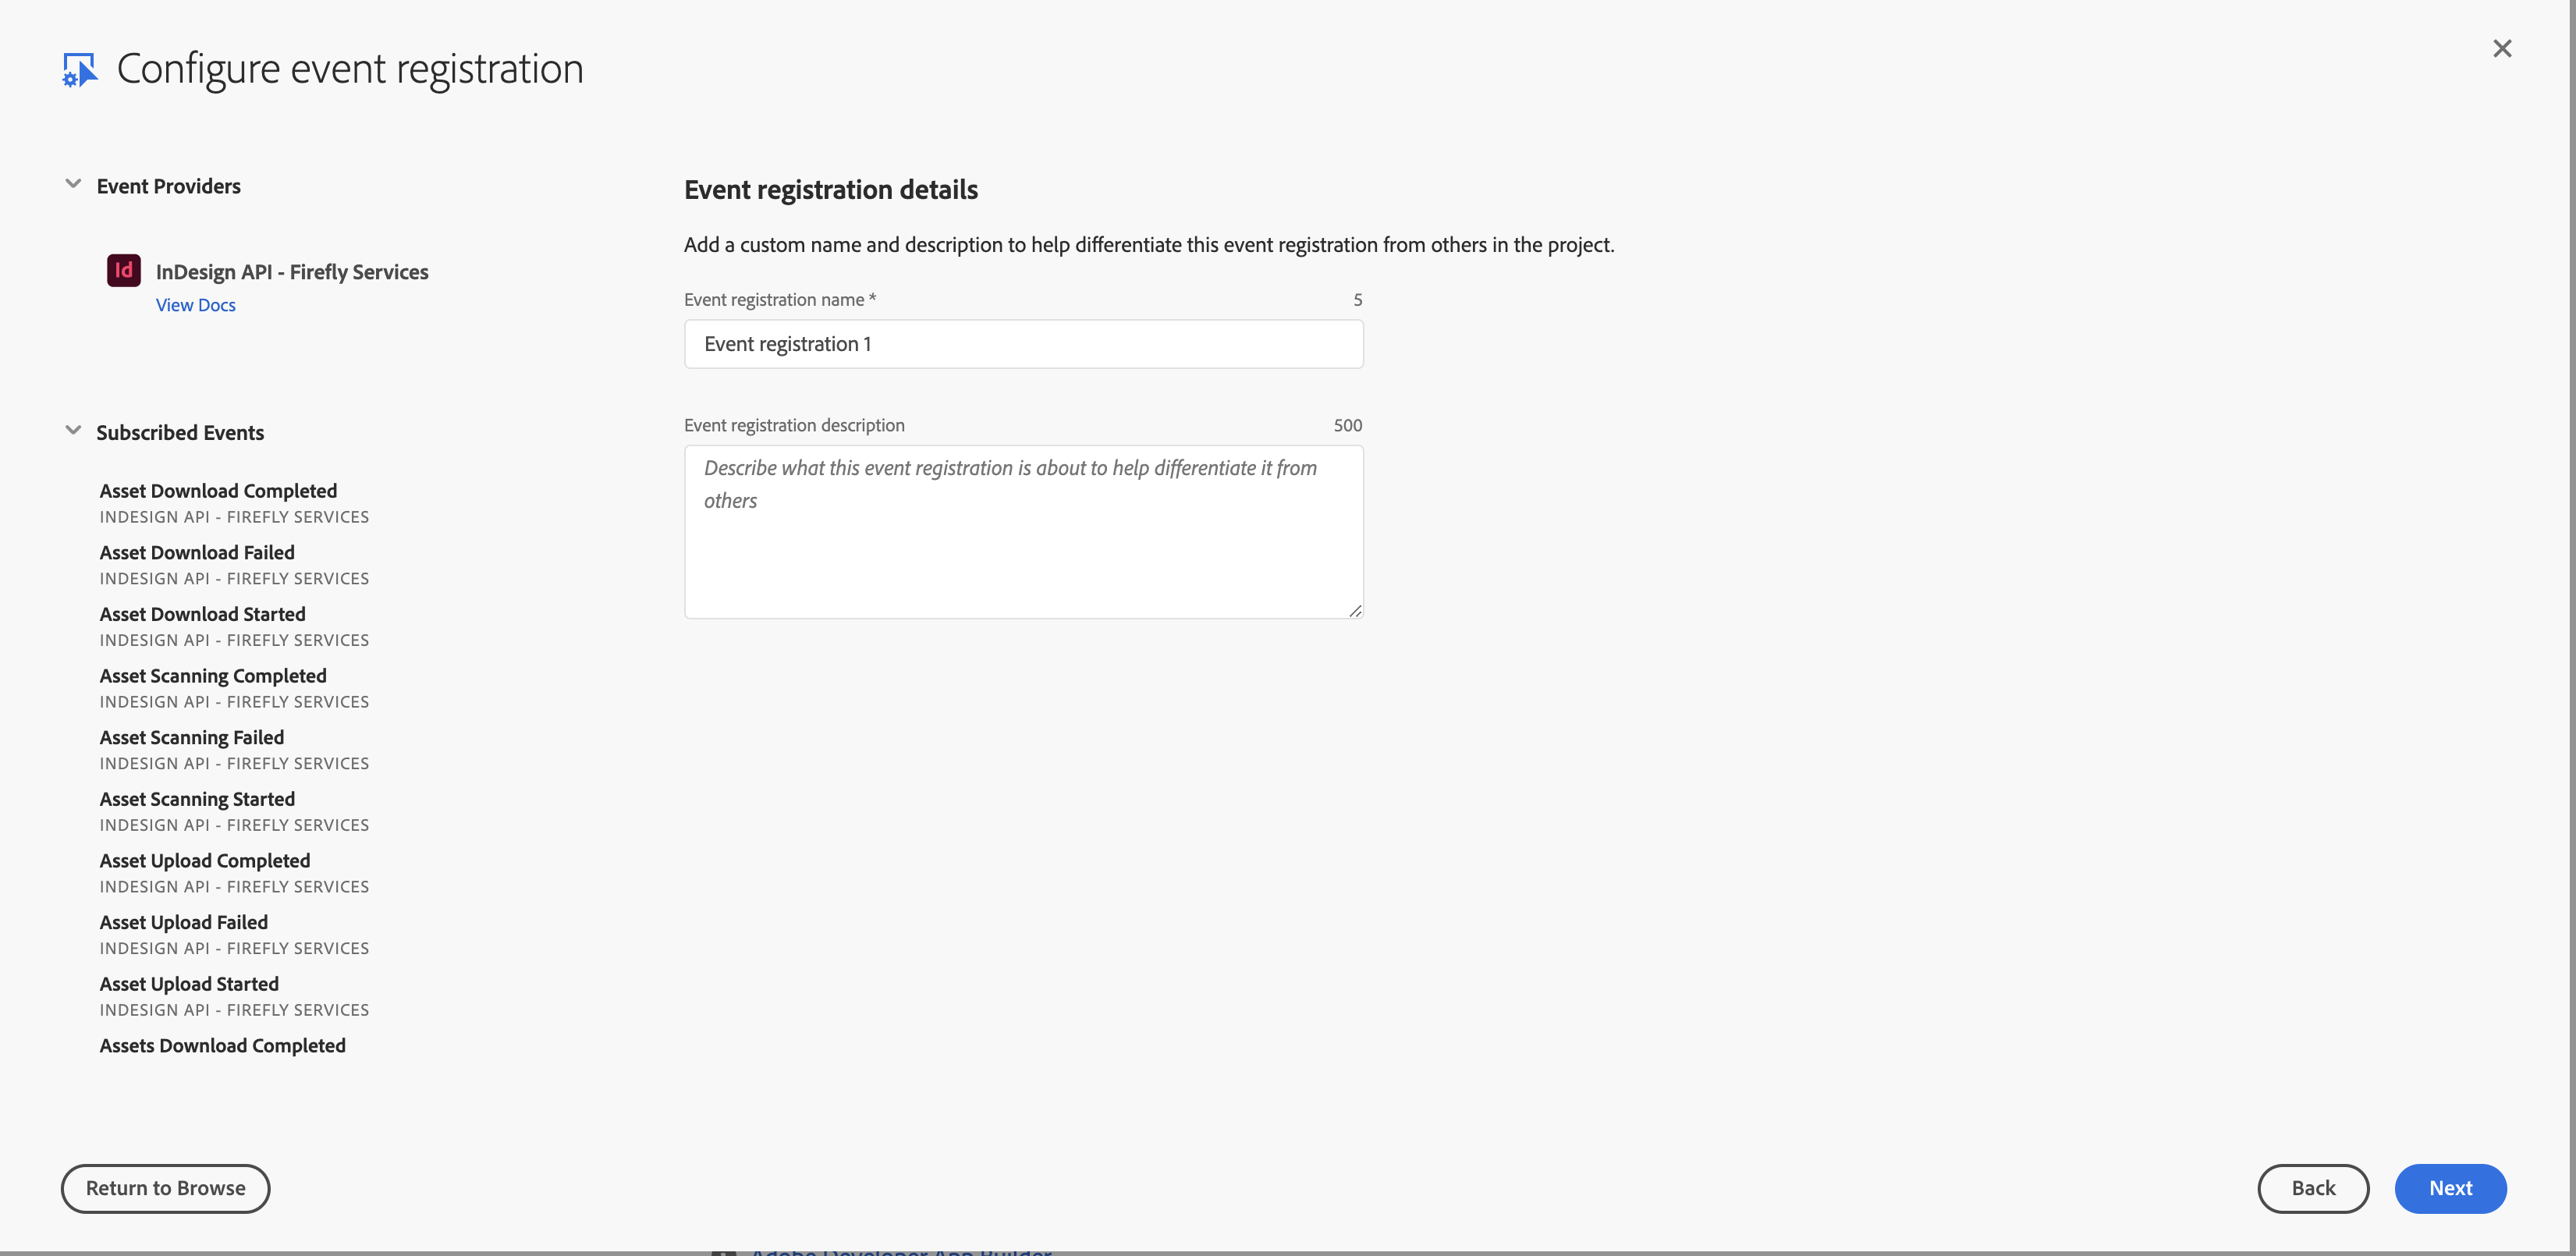 Configure event registration
Event Providers
Id
InDesign API - Firefly Services
View Docs
Subscribed Events
Asset Download Completed
INDESIGN API - FIREFLY SERVICES
Asset Download Failed
INDESIGN API - FIREFLY SERVICES
Asset Download Started
INDESIGN API - FIREFLY SERVICES
Asset Scanning Completed
INDESIGN API - FIREFLY SERVICES
Asset Scanning Failed
INDESIGN API - FIREFLY SERVICES
Asset Scanning Started
INDESIGN API - FIREFLY SERVICES
Asset Upload Completed
INDESIGN API - FIREFLY SERVICES
Asset Upload Failed
INDESIGN API - FIREFLY SERVICES
Asset Upload Started
INDESIGN API - FIREFLY SERVICES
Assets Download Completed
Event registration details
Add a custom name and description to help differentiate this event registration from others in the project.
Event registration name * 5
Event registration 1
Event registration description 500
Describe what this event registration is about to help differentiate it from
others
Return to Browse
Back
Next
Adobe Developer App Builder